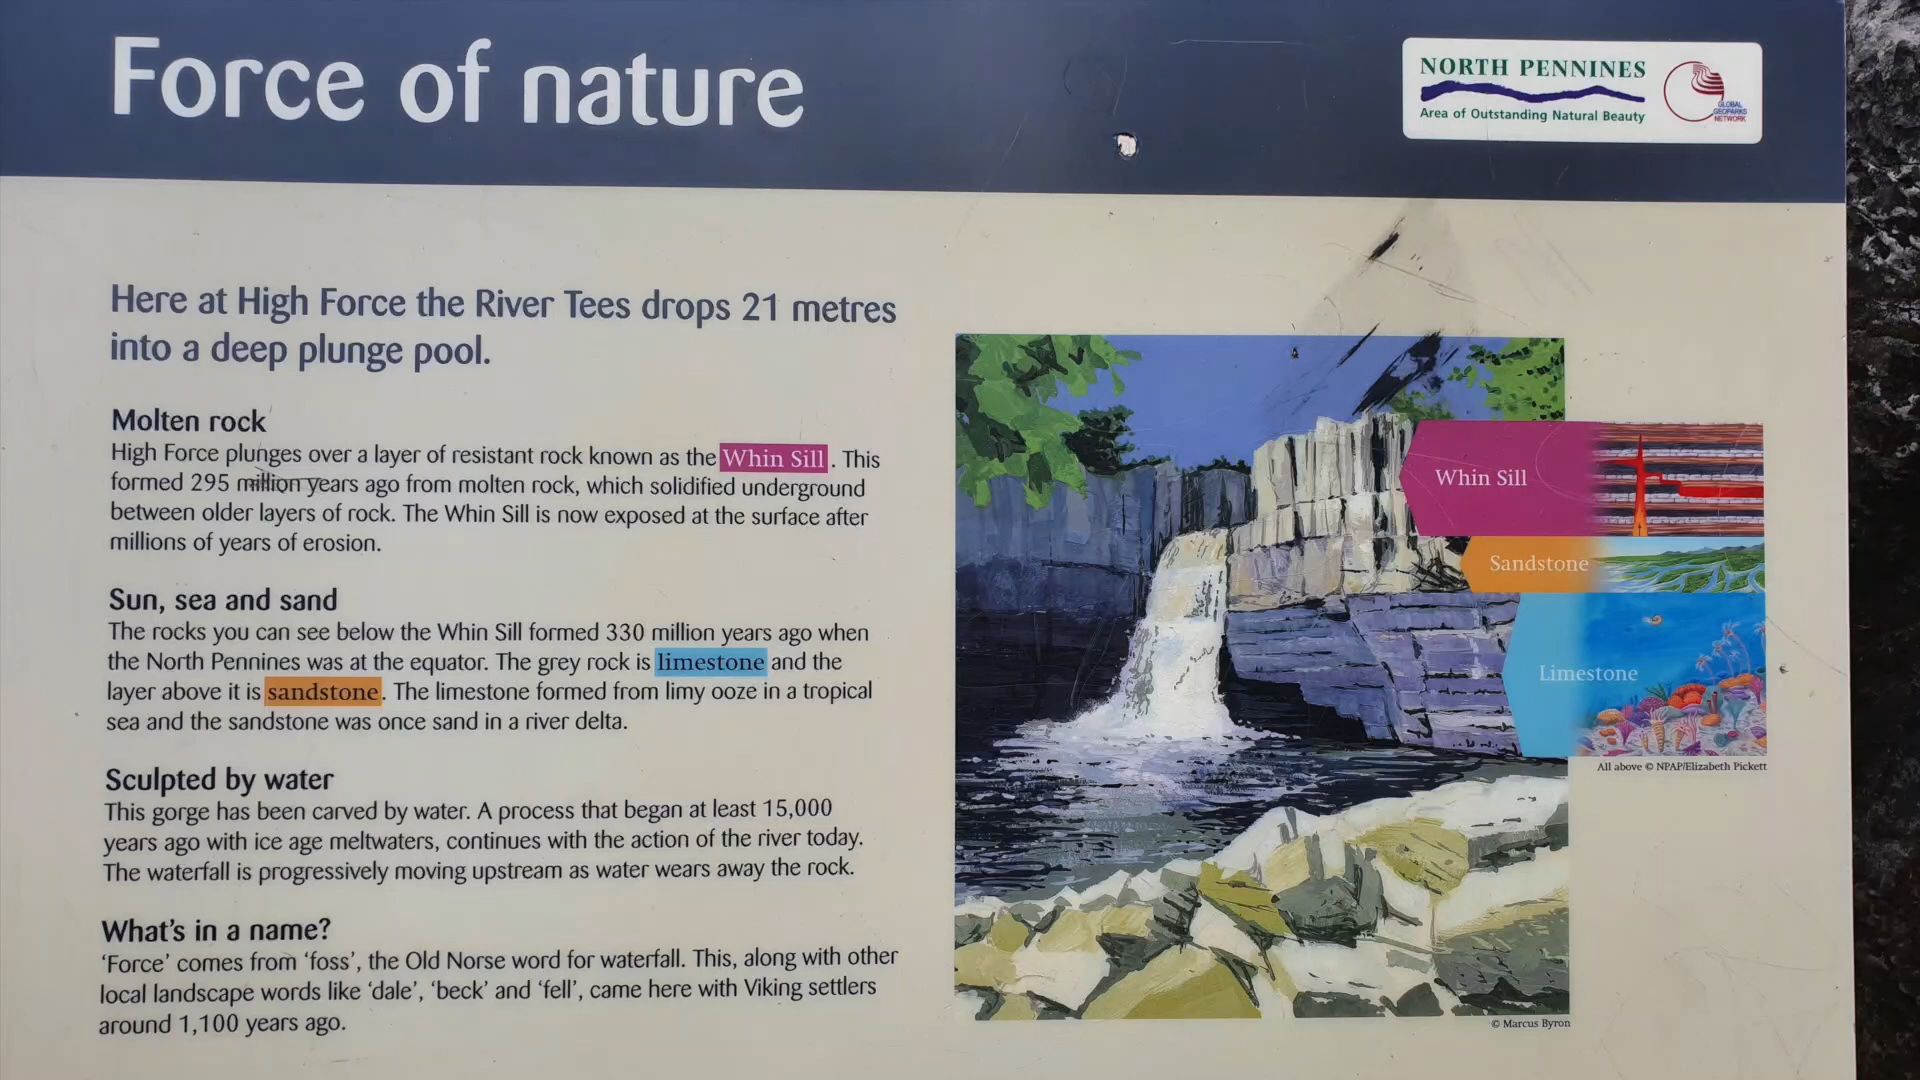 Force of nature
NORTH PENNINES
Area of Outstanding Natural Beauty
GLOBAL
GEOPARKS
NETWORK
Here at High Force the River Tees drops 21 metres
into a deep plunge pool.
Molten rock
High Force plunges over a layer of resistant rock known as the Whin Sill. This
formed 295 million years ago from molten rock, which solidified underground
between older layers of rock. The Whin Sill is now exposed at the surface after
millions of years of erosion.
Sun, sea and sand
The rocks you can see below the Whin Sill formed 330 million years ago when
the North Pennines was at the equator. The grey rock is limestone and the
layer above it is sandstone. The limestone formed from limy ooze in a tropical
sea and the sandstone was once sand in a river delta.
Sculpted by water
This gorge has been carved by water. A process that began at least 15,000
years ago with ice age meltwaters, continues with the action of the river today.
The waterfall is progressively moving upstream as water wears away the rock.
What's in a name?
‘Force’ comes from ‘foss’, the Old Norse word for waterfall. This, along with other
local landscape words like ‘dale’, ‘beck’ and ‘fell’, came here with Viking settlers
around 1,100 years ago.
Whin Sill
Sandstone
Limestone
All above © NPAP/Elizabeth Pickett
© Marcus Byron